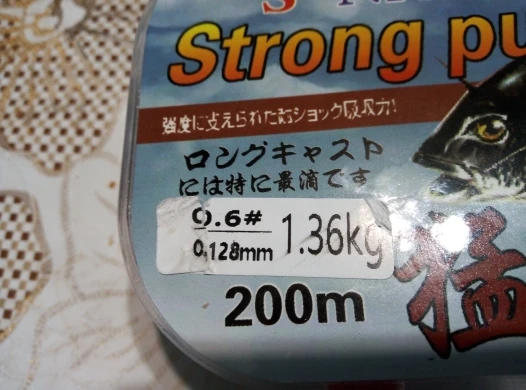 Strong pu
強度に支えられた耐ショック吸収力!
ロングキャスト
には特に最滴です
0.6#
0.128mm
1.36kg
200m
猛